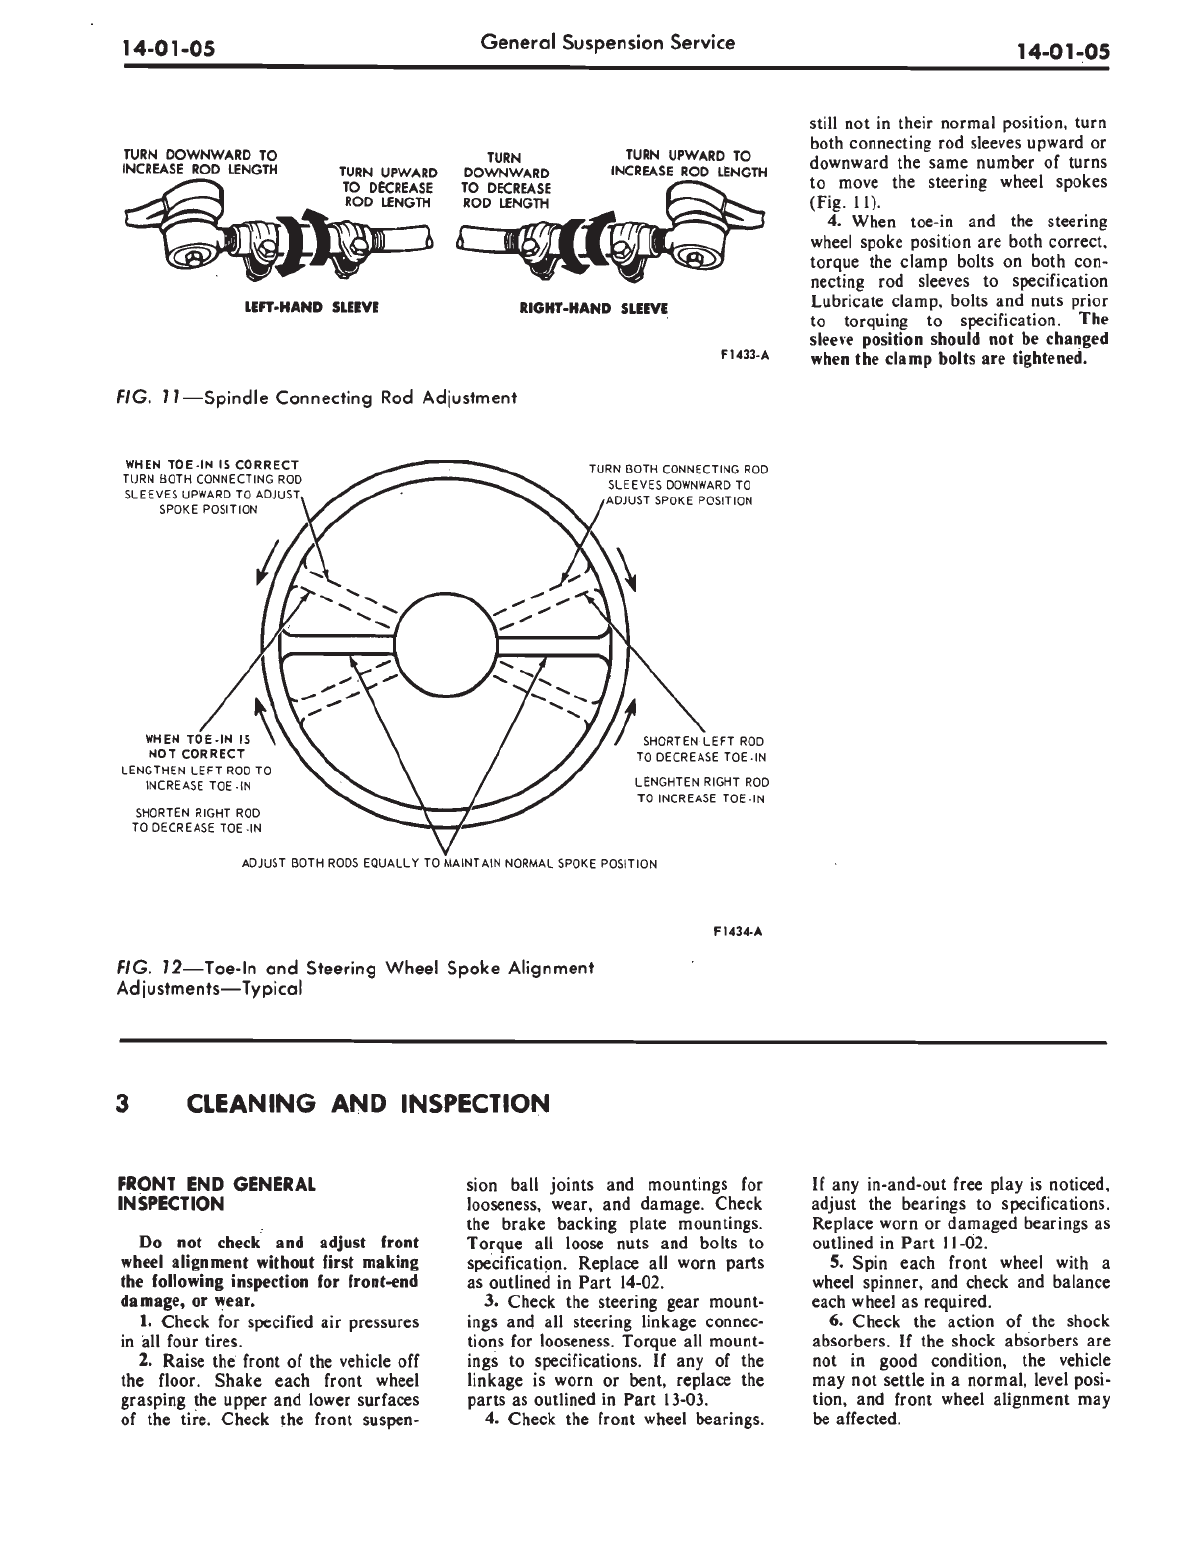 14-01-05
General Suspension Service
14-01-05
TURN DOWNWARD TO
INCREASE ROD LENGTH
TURN UPWARD
TO DECREASE
ROD LENGTH
TURN
DOWNWARD
TO DECREASE
ROD LENGTH
TURN UPWARD TO
INCREASE ROD LENGTH
LEFT-HAND SLEEVE
RIGHT-HAND SLEEVE
F1433-A
FIG. 11—Spindle Connecting Rod Adjustment
still not in their normal position, turn
both connecting rod sleeves upward or
downward the same number of turns
to move the steering wheel spokes
(Fig. 11).
4. When toe-in and the steering
wheel spoke position are both correct,
torque the clamp bolts on both con-
necting rod sleeves to specification
Lubricate clamp, bolts and nuts prior
to torquing to specification. The
sleeve position should not be changed
when the clamp bolts are tightened.
WHEN TOE-IN IS CORRECT
TURN BOTH CONNECTING ROD
SLEEVES UPWARD TO ADJUST
SPOKE POSITION
TURN BOTH CONNECTING ROD
SLEEVES DOWNWARD TO
ADJUST SPOKE POSITION
WHEN TOE-IN IS
NOT CORRECT
LENGTHEN LEFT ROD TO
INCREASE TOE-IN
SHORTEN RIGHT ROD
TO DECREASE TOE-IN
SHORTEN LEFT ROD
TO DECREASE TOE-IN
LENGHTEN RIGHT ROD
TO INCREASE TOE-IN
ADJUST BOTH RODS EQUALLY TO MAINTAIN NORMAL SPOKE POSITION
F1434-A
FIG. 12—Toe-In and Steering Wheel Spoke Alignment
Adjustments—Typical
3 CLEANING AND INSPECTION
FRONT END GENERAL
INSPECTION
Do not check and adjust front
wheel alignment without first making
the following inspection for front-end
damage, or wear.
1. Check for specified air pressures
in all four tires.
2. Raise the front of the vehicle off
the floor. Shake each front wheel
grasping the upper and lower surfaces
of the tire. Check the front suspen-
sion ball joints and mountings for
looseness, wear, and damage. Check
the brake backing plate mountings.
Torque all loose nuts and bolts to
specification. Replace all worn parts
as outlined in Part 14-02.
3. Check the steering gear mount-
ings and all steering linkage connec-
tions for looseness. Torque all mount-
ings to specifications. If any of the
linkage is worn or bent, replace the
parts as outlined in Part 13-03.
4. Check the front wheel bearings.
If any in-and-out free play is noticed,
adjust the bearings to specifications.
Replace worn or damaged bearings as
outlined in Part 11-02.
5. Spin each front wheel with a
wheel spinner, and check and balance
each wheel as required.
6. Check the action of the shock
absorbers. If the shock absorbers are
not in good condition, the vehicle
may not settle in a normal, level posi-
tion, and front wheel alignment may
be affected.